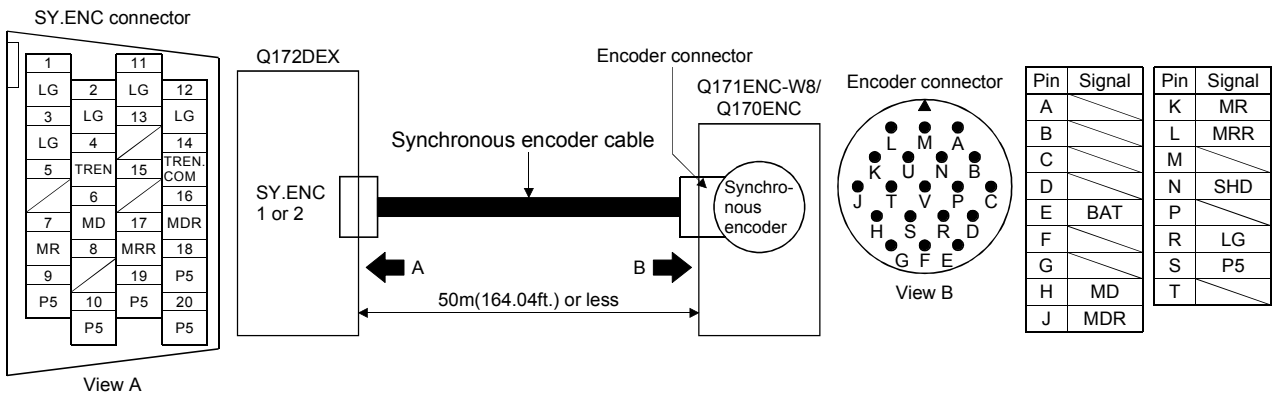 SY.ENC connector
1
LG
3
LG
5
7
MR
9
P5
2
LG
4
TREN
6
MD
8
10
P5
11
LG
13
15
17
MRR
19
P5
12
LG
14
TREN.
COM
16
MDR
18
P5
20
P5
View A
Q172DEX
SY.ENC
1 or 2
Synchronous encoder cable
A
B
50m(164.04ft.) or less
Encoder connector
Q171ENC-W8/
Q170ENC
Synchro-
nous
encoder
Encoder connector
L M A
K U N B
J T V P C
H S R D
G F E
View B
Pin Signal
A
B
C
D
E BAT
F
G
H MD
J MDR
Pin Signal
K MR
L MRR
M
N SHD
P
R LG
S P5
T